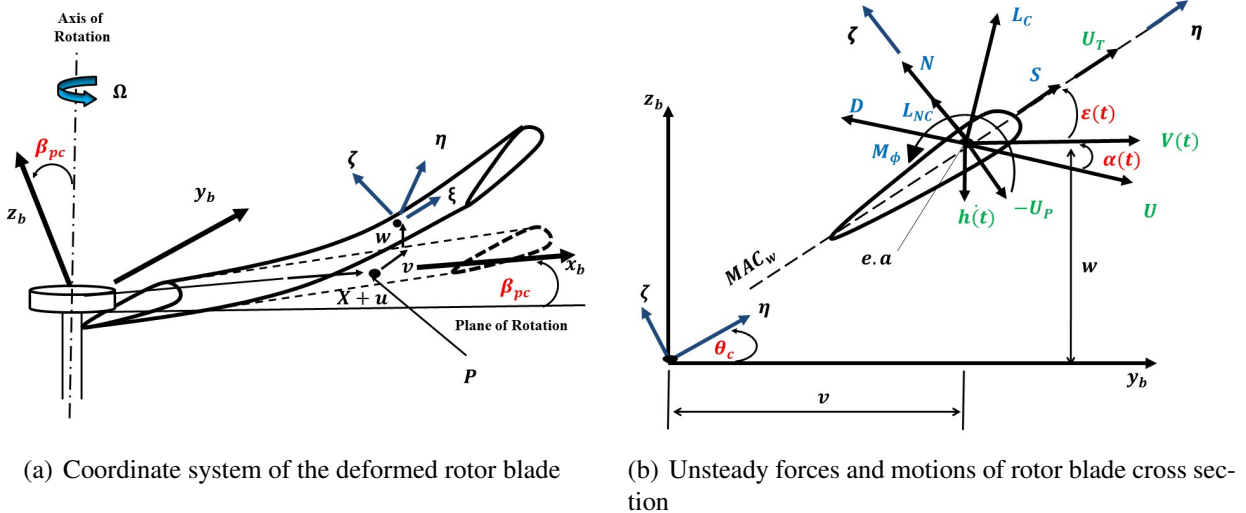 Axis of
Rotation
Ω
β_pc
z_b
y_b
ζ
η
ξ
w
v
x_b
X + u
β_pc
Plane of Rotation
P
ζ
L_C
η
U_T
N
S
z_b
D
L_NC
ε(t)
M_ϕ
V(t)
α(t)
ḣ(t)
-U_P
U
MAC_w
e.a
w
ζ
η
θ_c
y_b
v
(a) Coordinate system of the deformed rotor blade
(b) Unsteady forces and motions of rotor blade cross sec-
tion